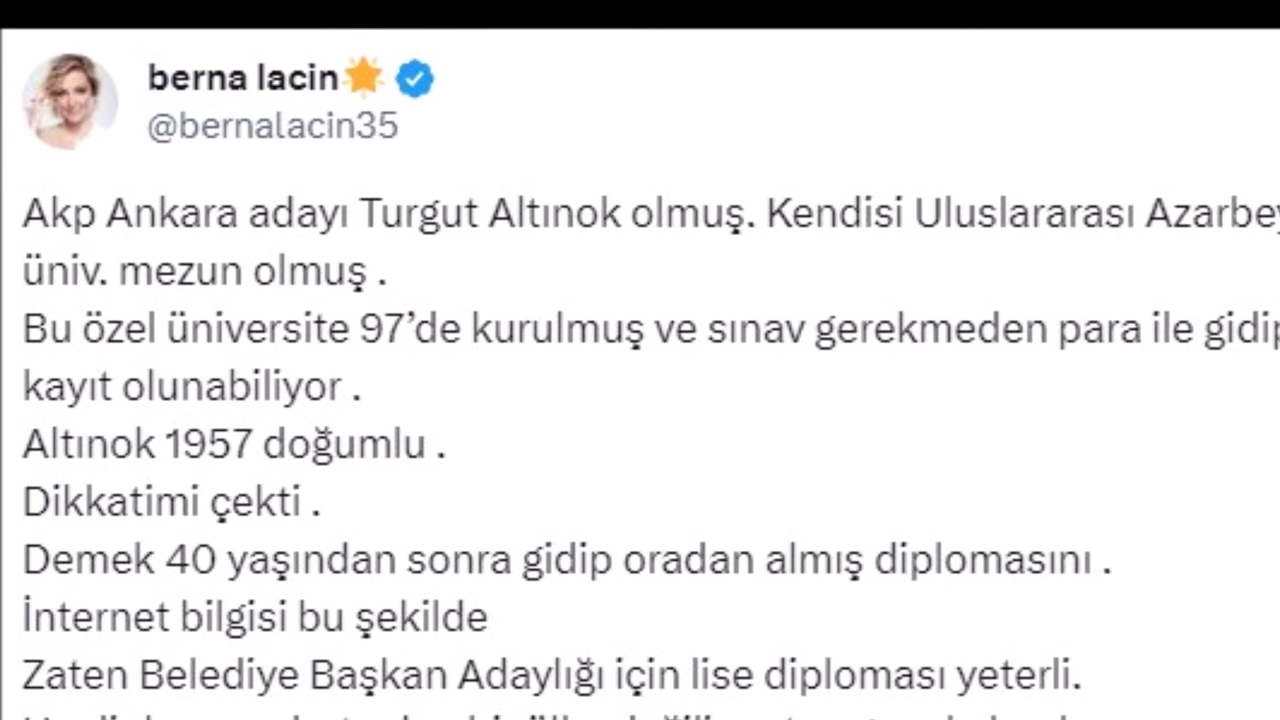 berna lacin
@bernalacin35
Akp Ankara adayı Turgut Altınok olmuş. Kendisi Uluslararası Azarbey
üniv. mezun olmuş .
Bu özel üniversite 97’de kurulmuş ve sınav gerekmeden para ile gidip
kayıt olunabiliyor .
Altınok 1957 doğumlu .
Dikkatimi çekti .
Demek 40 yaşından sonra gidip oradan almış diplomasını .
İnternet bilgisi bu şekilde
Zaten Belediye Başkan Adaylığı için lise diploması yeterli.